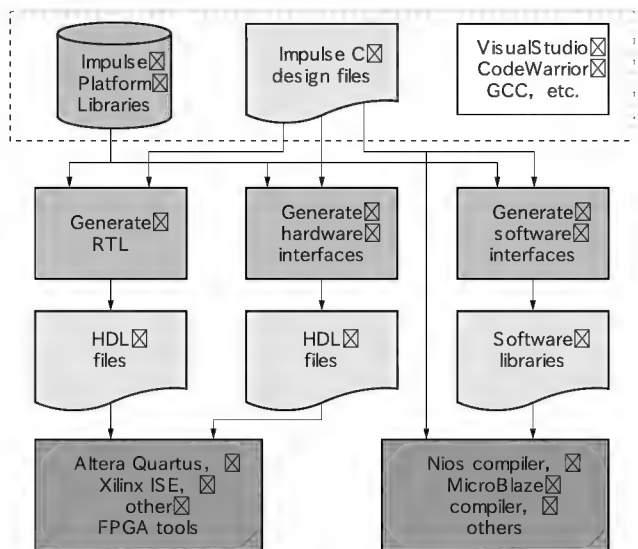 Impulse
Platform
Libraries
Impulse C
design files
VisualStudio
CodeWarrior
GCC, etc.
Generate
RTL
Generate
hardware
interfaces
Generate
software
interfaces
HDL
files
HDL
files
Software
libraries
Altera Quartus,
Xilinx ISE,
other
FPGA tools
Nios compiler,
MicroBlaze
compiler,
others